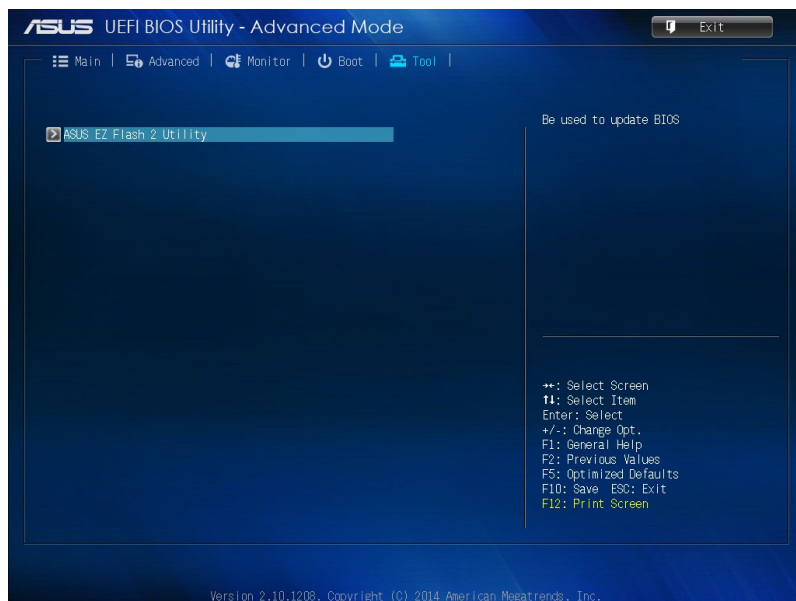 ASUS UEFI BIOS Utility - Advanced Mode
Exit
Main | Advanced | Monitor | Boot | Tool |
Be used to update BIOS
ASUS EZ Flash 2 Utility
→←: Select Screen
↑↓: Select Item
Enter: Select
+/-: Change Opt.
F1: General Help
F2: Previous Values
F5: Optimized Defaults
F10: Save ESC: Exit
F12: Print Screen
Version 2.10.1208. Copyright (C) 2014 American Megatrends, Inc.